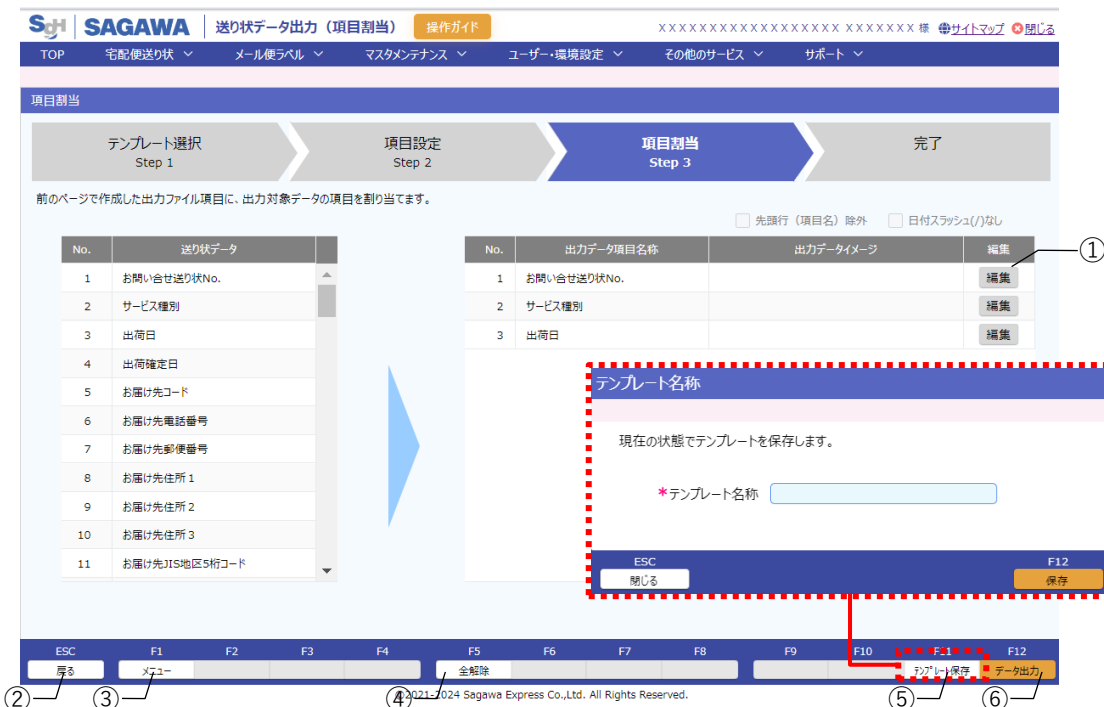 SGH SAGAWA 送り状データ出力（項目割当） 操作ガイド XXXXXXXXXXXXXXXXXX XXXXXXX 様 サイトマップ 閉じる
TOP 宅配便送り状 メール便ラベル マスタメンテナンス ユーザー・環境設定 その他のサービス サポート
項目割当
テンプレート選択 項目設定 項目割当 完了
Step 1 Step 2 Step 3
前のページで作成した出力ファイル項目に、出力対象データの項目を割り当てます。
先頭行（項目名）除外 日付スラッシュ(/)なし
No. 送り状データ No. 出力データ項目名称 出力データイメージ 編集
①
1 お問い合せ送り状No. 1 お問い合せ送り状No. 編集
2 サービス種別 2 サービス種別 編集
3 出荷日 3 出荷日 編集
4 出荷確定日
5 お届け先コード
6 お届け先電話番号
7 お届け先郵便番号
8 お届け先住所１
9 お届け先住所２
10 お届け先住所３
11 お届け先JIS地区5桁コード
テンプレート名称
現在の状態でテンプレートを保存します。
*テンプレート名称
ESC F12
閉じる 保存
ESC F1 F2 F3 F4 F5 F6 F7 F8 F9 F10 F11 F12
戻る メニュー 全解除 ﾃﾝﾌﾟﾚｰﾄ保存 データ出力
② ③ ④ ⑤ ⑥
©2021-2024 Sagawa Express Co.,Ltd. All Rights Reserved.